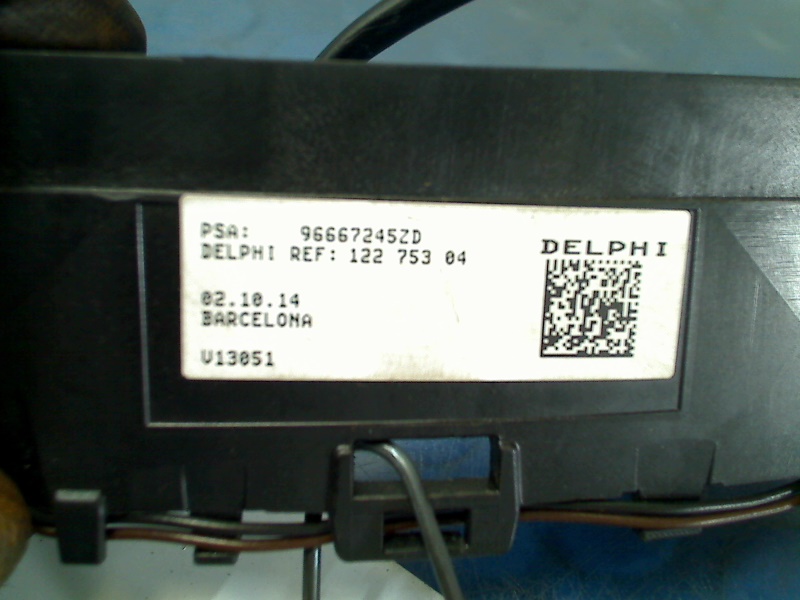 PSA: 96667245ZD
DELPHI REF: 122 753 04
DELPHI
02.10.14
BARCELONA
V13051